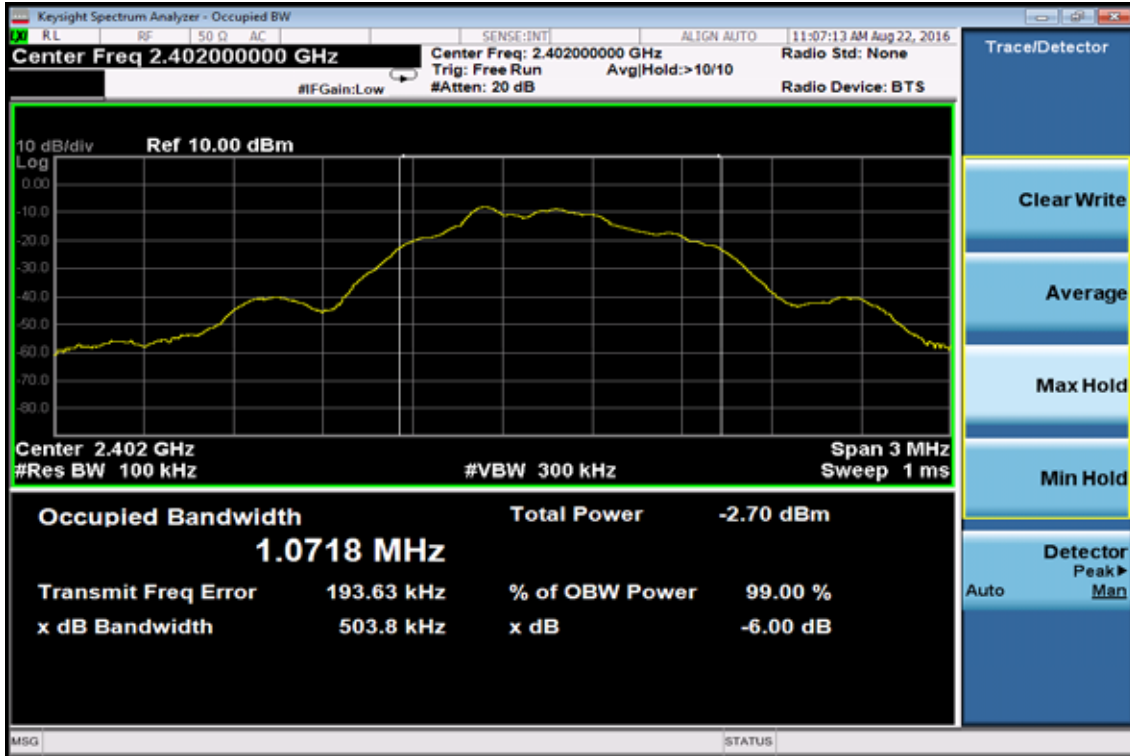 Keysight Spectrum Analyzer - Occupied BW
RL RF 50 Ω AC SENSE:INT ALIGN AUTO 11:07:13 AM Aug 22, 2016
Center Freq 2.402000000 GHz
Center Freq: 2.402000000 GHz
Radio Std: None
Trig: Free Run Avg|Hold:>10/10
#IFGain:Low
#Atten: 20 dB
Radio Device: BTS
Trace/Detector
10 dB/div Ref 10.00 dBm
Log
0.00
-10.0
-20.0
-30.0
-40.0
-50.0
-60.0
-70.0
-80.0
Center 2.402 GHz
Span 3 MHz
#Res BW 100 kHz
#VBW 300 kHz
Sweep 1 ms
Clear Write
Average
Max Hold
Min Hold
Detector
Peak▶
Auto Man
Occupied Bandwidth
Total Power -2.70 dBm
1.0718 MHz
Transmit Freq Error 193.63 kHz
% of OBW Power 99.00 %
x dB Bandwidth 503.8 kHz
x dB -6.00 dB
MSG
STATUS